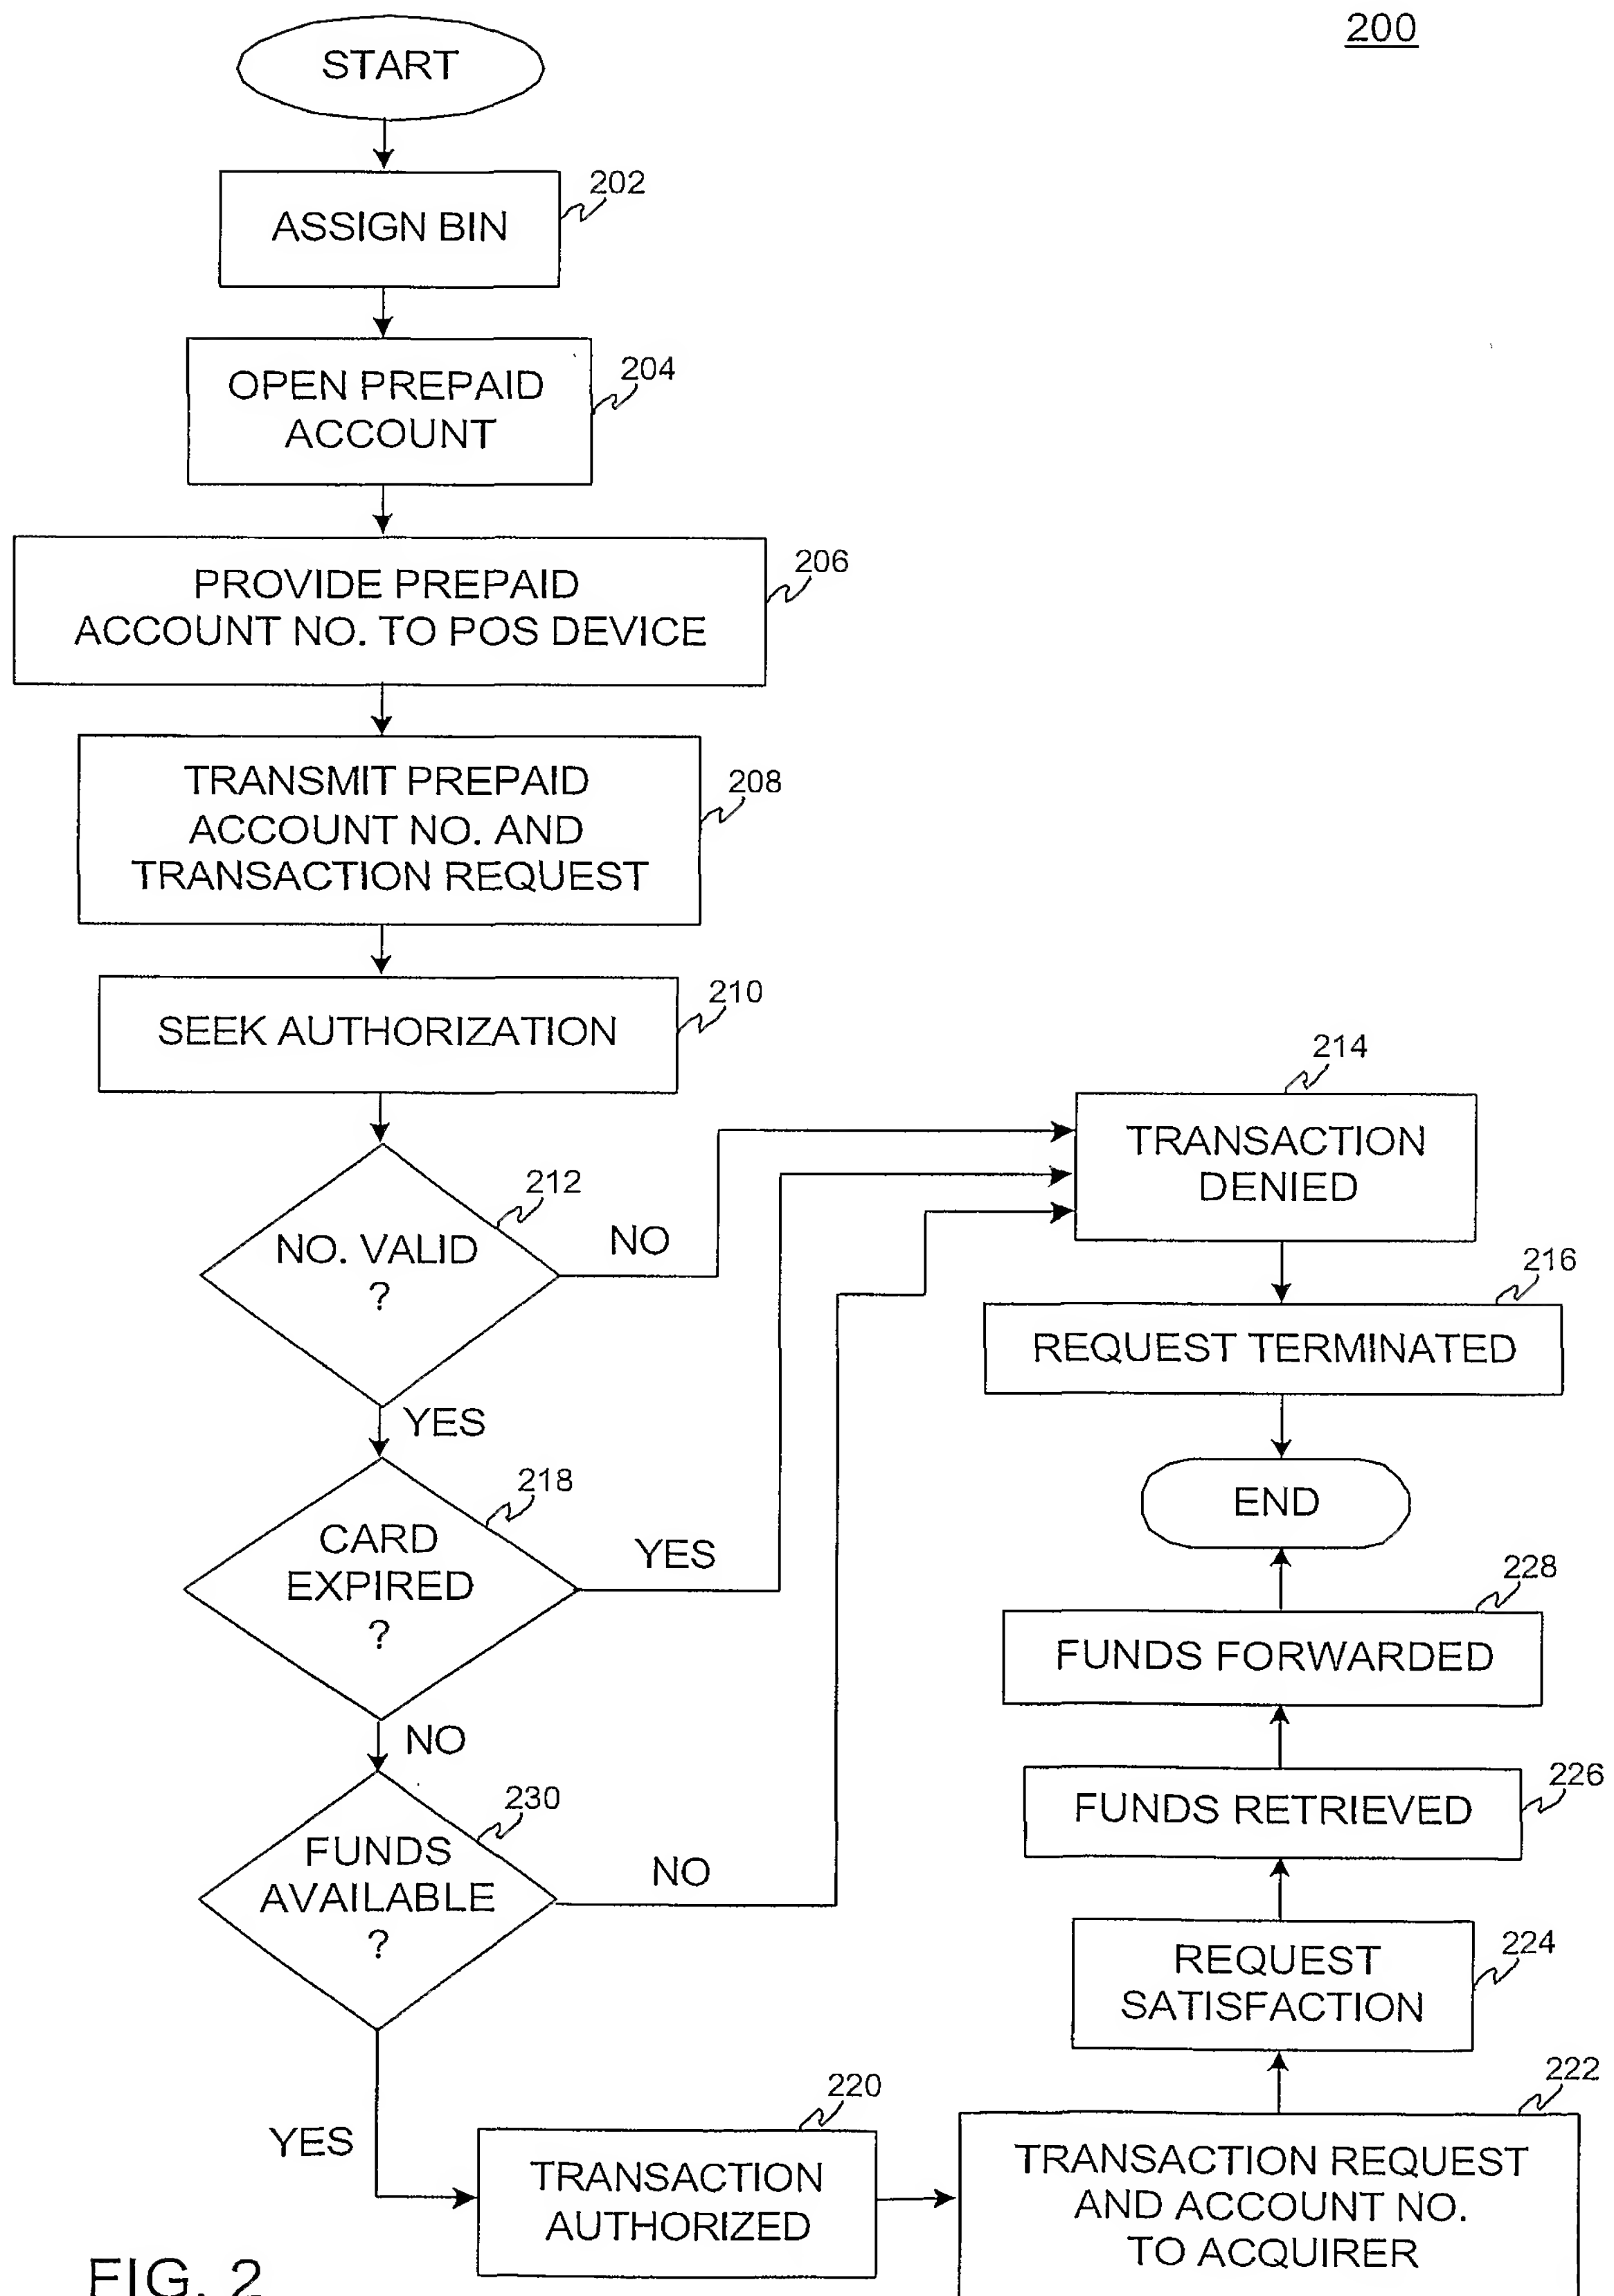 200
START
202
ASSIGN BIN
204
OPEN PREPAID
ACCOUNT
206
PROVIDE PREPAID
ACCOUNT NO. TO POS DEVICE
208
TRANSMIT PREPAID
ACCOUNT NO. AND
TRANSACTION REQUEST
210
SEEK AUTHORIZATION
212
NO. VALID
?
NO
YES
214
TRANSACTION
DENIED
216
REQUEST TERMINATED
END
218
CARD
EXPIRED
?
YES
NO
230
FUNDS
AVAILABLE
?
NO
YES
220
TRANSACTION
AUTHORIZED
222
TRANSACTION REQUEST
AND ACCOUNT NO.
TO ACQUIRER
224
REQUEST
SATISFACTION
226
FUNDS RETRIEVED
228
FUNDS FORWARDED
FIG. 2